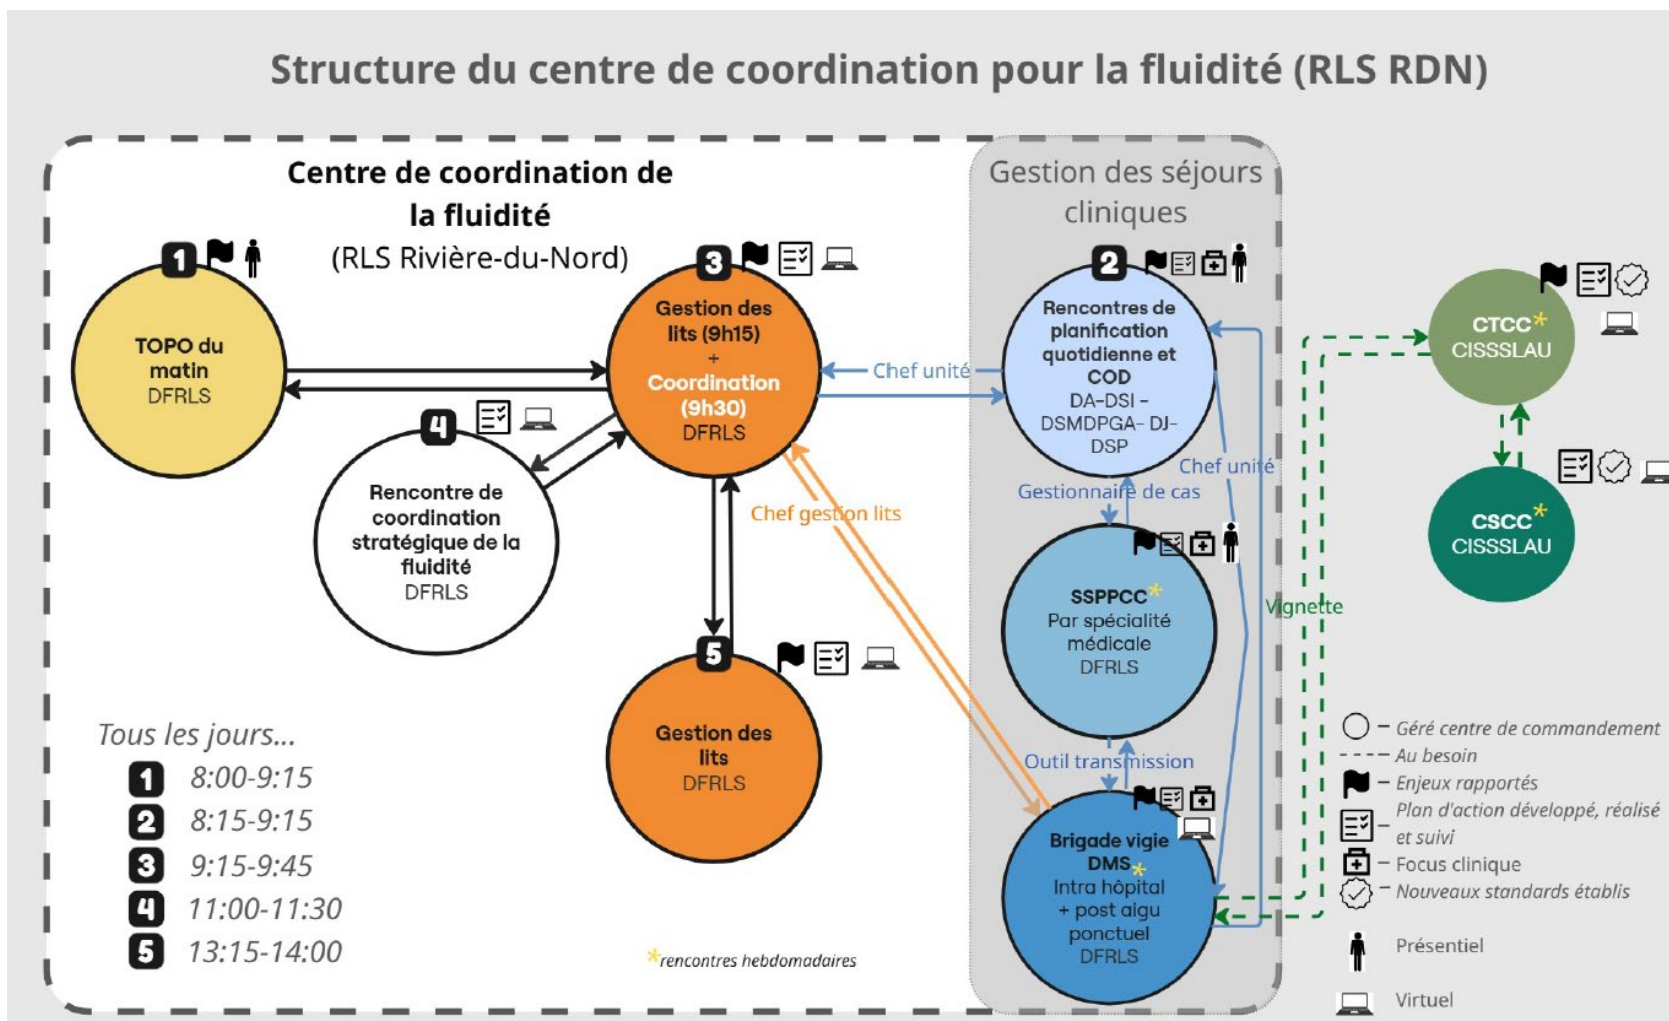 Structure du centre de coordination pour la fluidité (RLS RDN)
Centre de coordination de
la fluidité
(RLS Rivière-du-Nord)
Gestion des séjours
cliniques
1
TOPO du
matin
DFRLS
3
Gestion des
lits (9h15)
+
Coordination
(9h30)
DFRLS
Chef unité
2
Rencontres de
planification
quotidienne et
COD
DA-DSI -
DSMDPGA- DJ-
DSP
Chef unité
Gestionnaire de cas
CTCC*
CISSSLAU
CSCC*
CISSSLAU
4
Rencontre de
coordination
stratégique de la
fluidité
DFRLS
Chef gestion lits
SSPPCC*
Par spécialité
médicale
DFRLS
Vignette
5
Gestion des
lits
DFRLS
Outil transmission
Brigade vigie
DMS*
Intra hôpital
+ post aigu
ponctuel
DFRLS
Tous les jours...
1 8:00-9:15
2 8:15-9:15
3 9:15-9:45
4 11:00-11:30
5 13:15-14:00
*rencontres hebdomadaires
– Géré centre de commandement
– Au besoin
– Enjeux rapportés
– Plan d'action développé, réalisé
et suivi
– Focus clinique
– Nouveaux standards établis
Présentiel
Virtuel